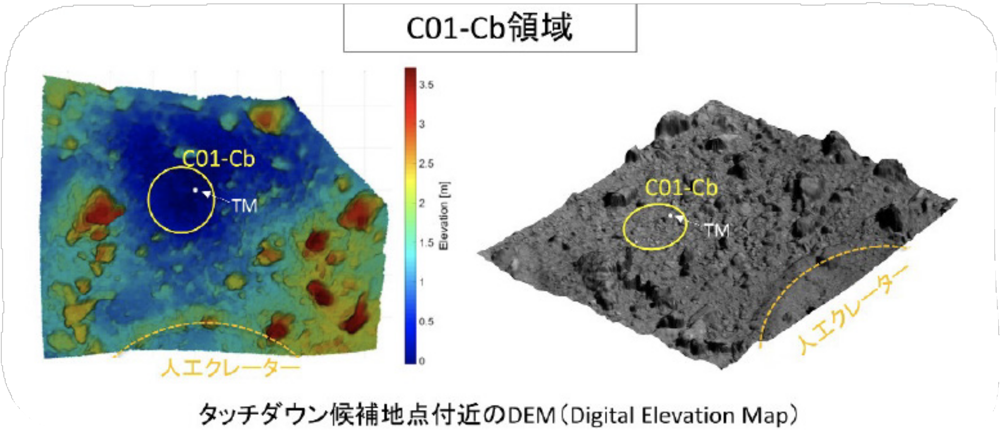 C01-Cb領域
C01-Cb
TM
人工クレーター
3.5
3
2.5
2
1.5
1
0.5
0
Elevation [m]
C01-Cb
TM
人工クレーター
タッチダウン候補地点付近のDEM（Digital Elevation Map）